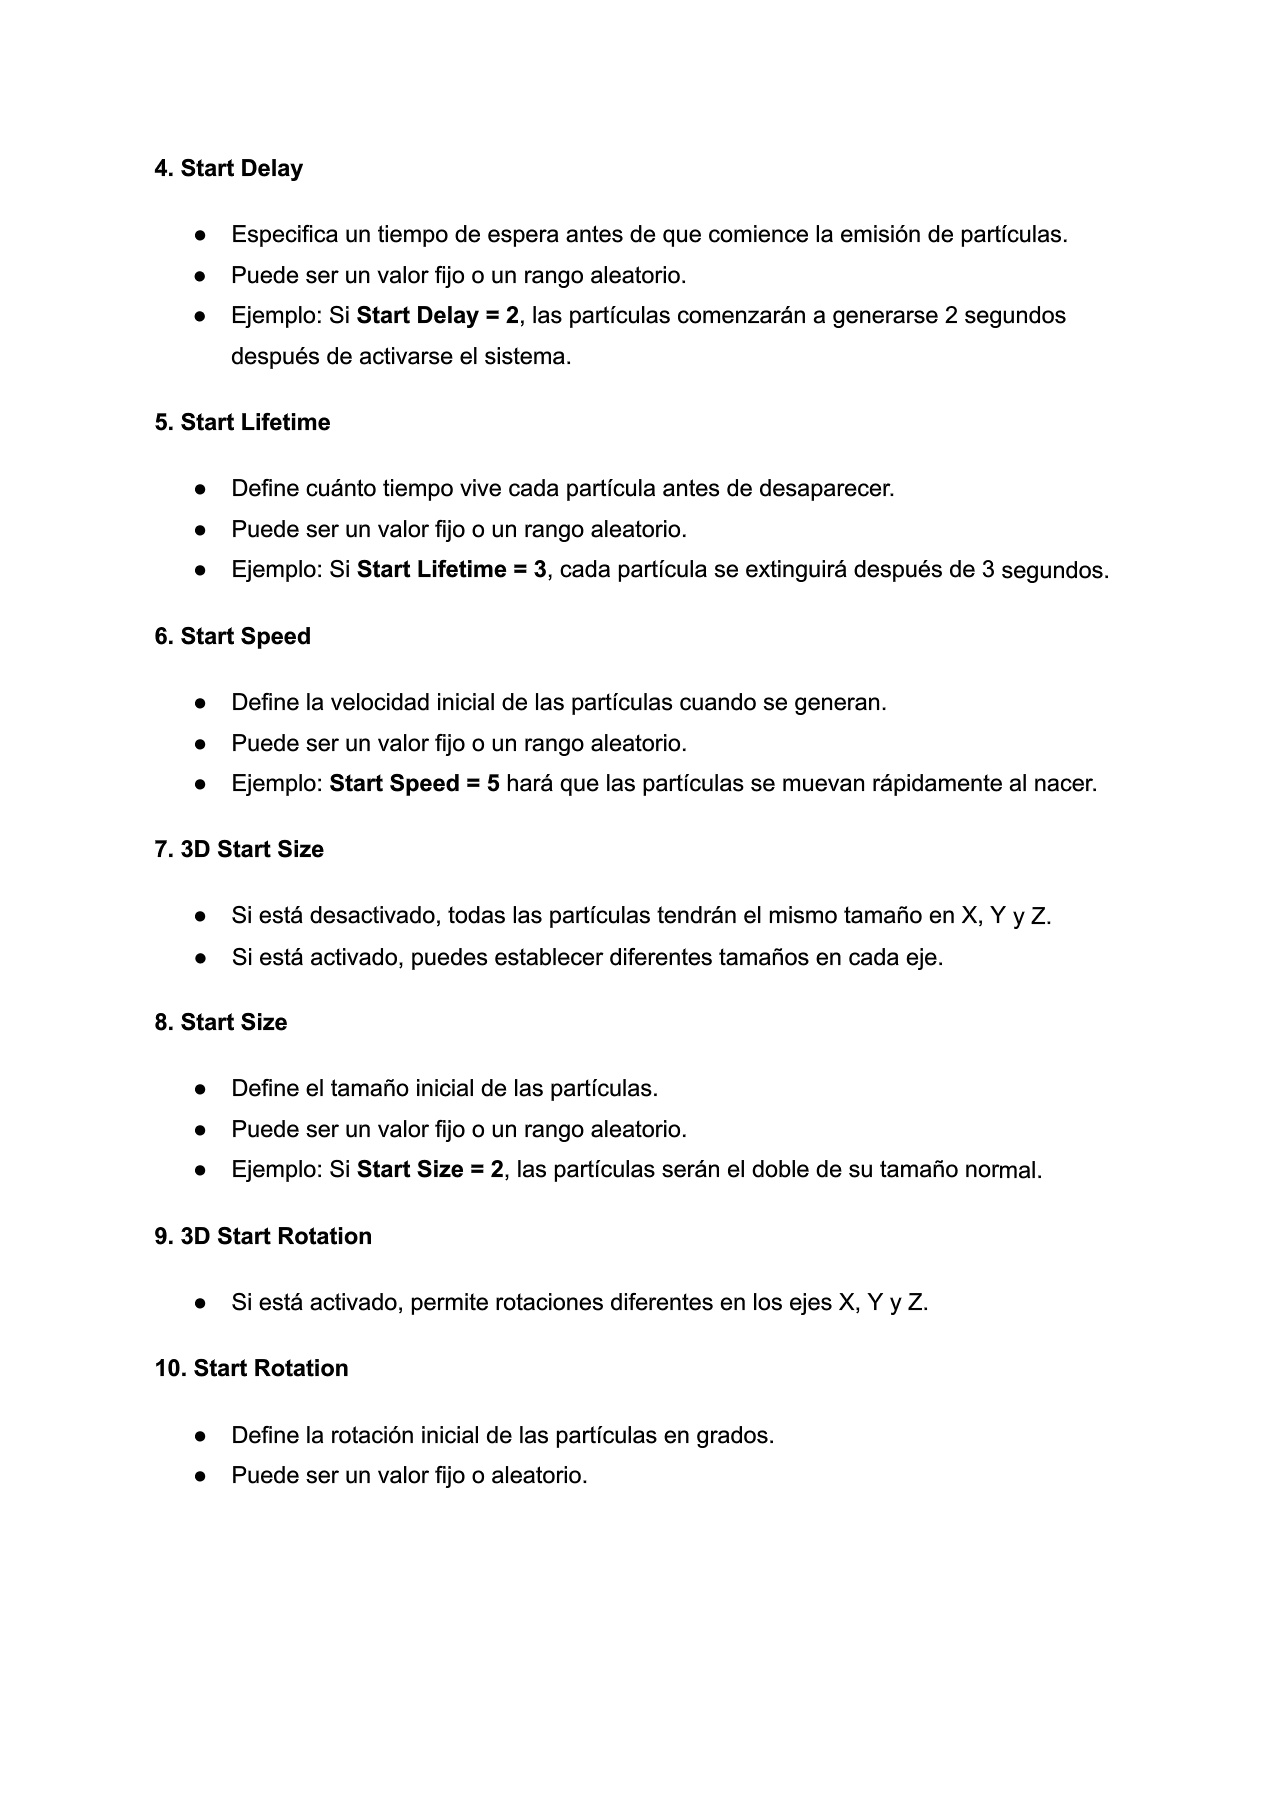 4. Start Delay
● Especifica un tiempo de espera antes de que comience la emisión de partículas.
● Puede ser un valor fijo o un rango aleatorio.
● Ejemplo: Si Start Delay = 2, las partículas comenzarán a generarse 2 segundos
después de activarse el sistema.
5. Start Lifetime
● Define cuánto tiempo vive cada partícula antes de desaparecer.
● Puede ser un valor fijo o un rango aleatorio.
● Ejemplo: Si Start Lifetime = 3, cada partícula se extinguirá después de 3 segundos.
6. Start Speed
● Define la velocidad inicial de las partículas cuando se generan.
● Puede ser un valor fijo o un rango aleatorio.
● Ejemplo: Start Speed = 5 hará que las partículas se muevan rápidamente al nacer.
7. 3D Start Size
● Si está desactivado, todas las partículas tendrán el mismo tamaño en X, Y y Z.
● Si está activado, puedes establecer diferentes tamaños en cada eje.
8. Start Size
● Define el tamaño inicial de las partículas.
● Puede ser un valor fijo o un rango aleatorio.
● Ejemplo: Si Start Size = 2, las partículas serán el doble de su tamaño normal.
9. 3D Start Rotation
● Si está activado, permite rotaciones diferentes en los ejes X, Y y Z.
10. Start Rotation
● Define la rotación inicial de las partículas en grados.
● Puede ser un valor fijo o aleatorio.